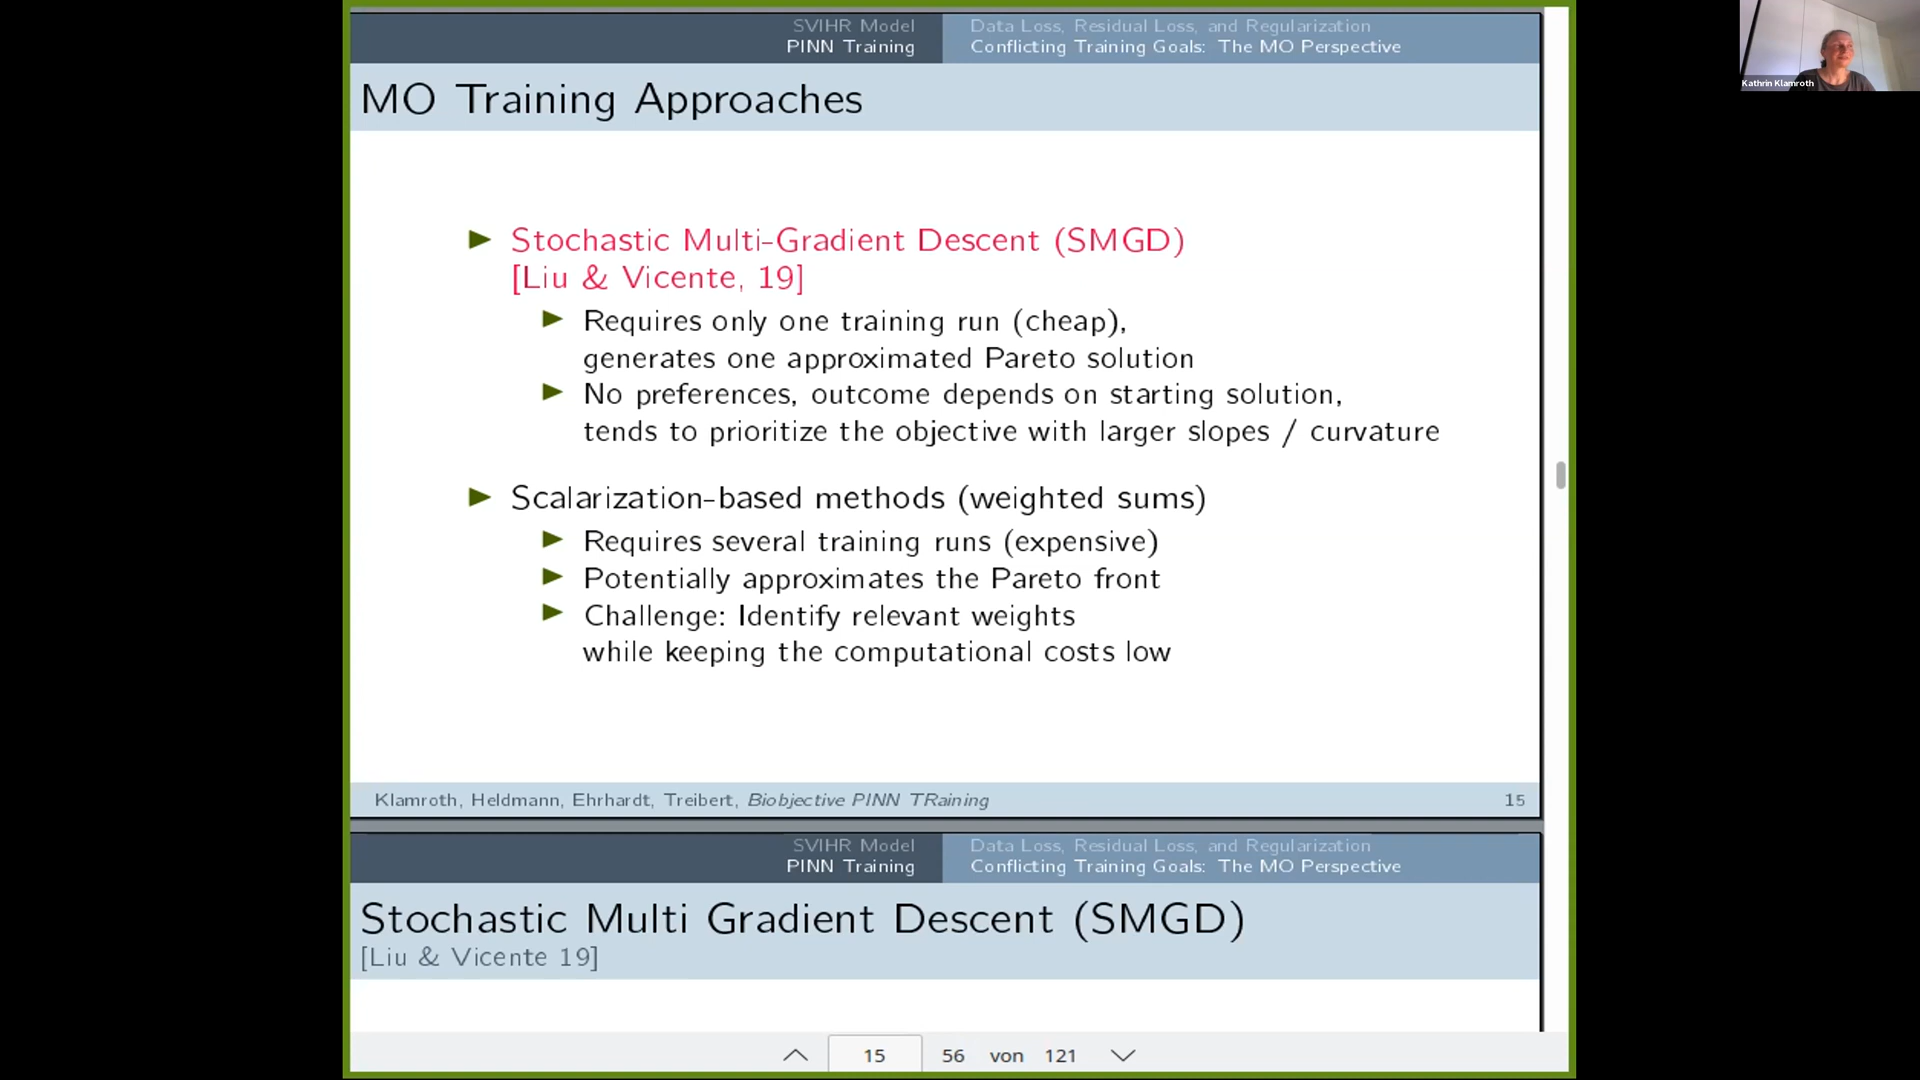 SVIHR Model
PINN Training
Data Loss, Residual Loss, and Regularization
Conflicting Training Goals: The MO Perspective
MO Training Approaches
Stochastic Multi-Gradient Descent (SMGD)
[Liu & Vicente, 19]
Requires only one training run (cheap),
generates one approximated Pareto solution
No preferences, outcome depends on starting solution,
tends to prioritize the objective with larger slopes / curvature
Scalarization-based methods (weighted sums)
Requires several training runs (expensive)
Potentially approximates the Pareto front
Challenge: Identify relevant weights
while keeping the computational costs low
Klamroth, Heldmann, Ehrhardt, Treibert, Biobjective PINN TRaining 15
SVIHR Model
PINN Training
Data Loss, Residual Loss, and Regularization
Conflicting Training Goals: The MO Perspective
Stochastic Multi Gradient Descent (SMGD)
[Liu & Vicente 19]
15 56 von 121
Kathrin Klamroth